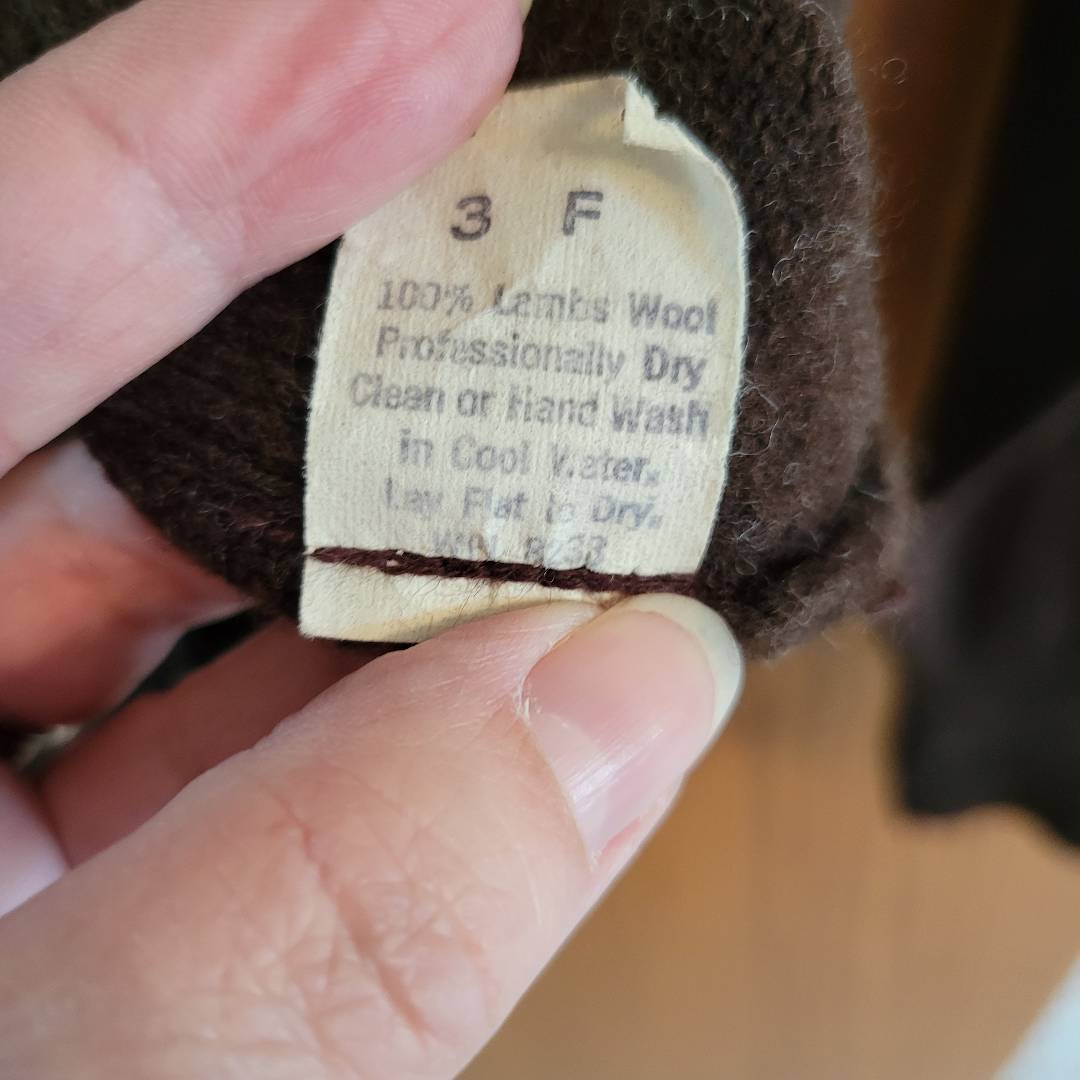 3 F
100% Lambs Wool
Professionally Dry
Clean or Hand Wash
in Cool Water.
Lay Flat to Dry.